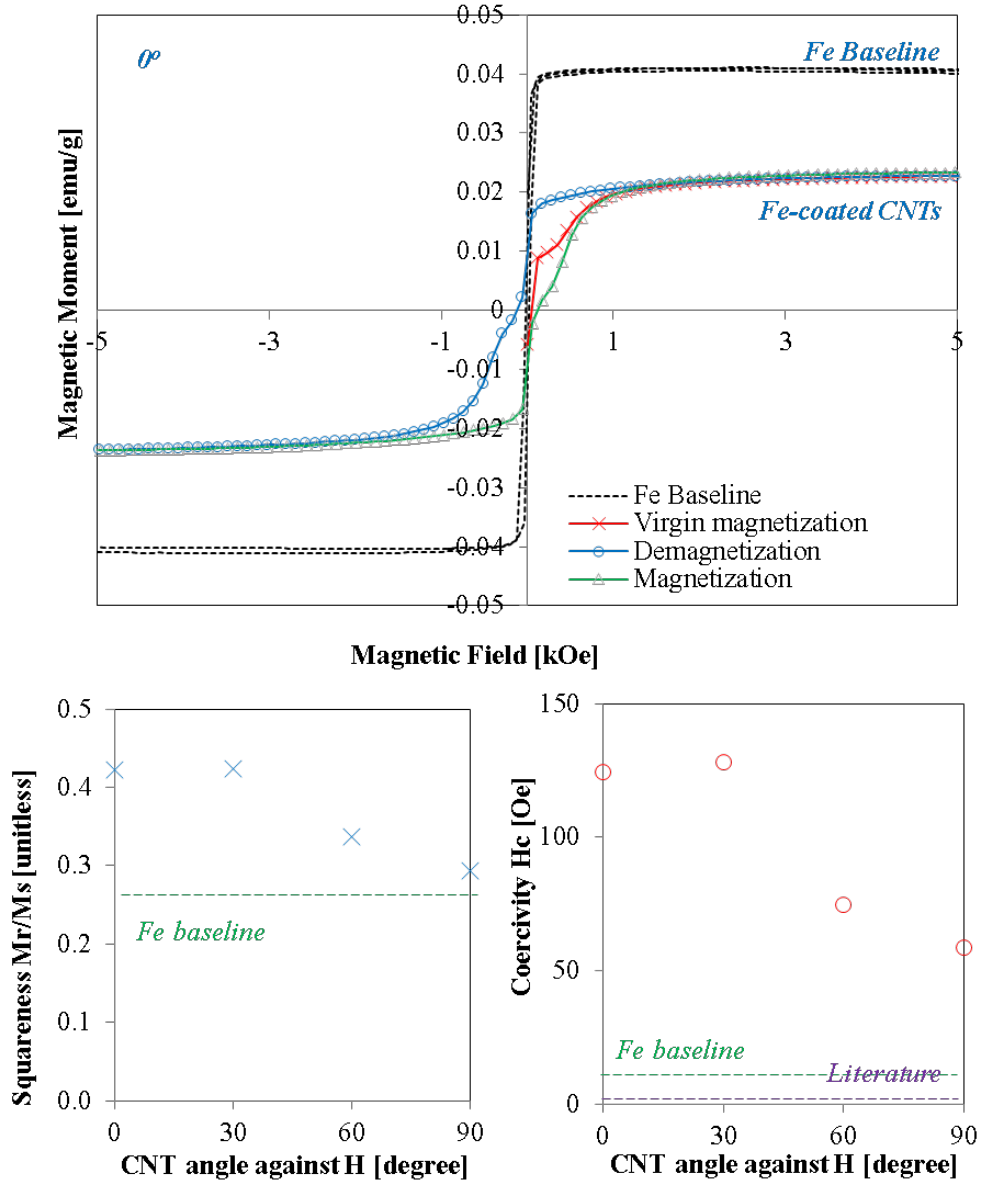 0.05
0º
Fe Baseline
0.04
0.03
0.02
Fe-coated CNTs
0.01
0
-5
-3
-1
1
3
5
-0.01
-0.02
-0.03
-0.04
-0.05
Magnetic Moment [emu/g]
Fe Baseline
Virgin magnetization
Demagnetization
Magnetization
Magnetic Field [kOe]
0.5
0.4
0.3
0.2
0.1
0.0
Squareness Mr/Ms [unitless]
Fe baseline
0
30
60
90
CNT angle against H [degree]
150
100
50
0
Coercivity Hc [Oe]
Fe baseline
Literature
0
30
60
90
CNT angle against H [degree]